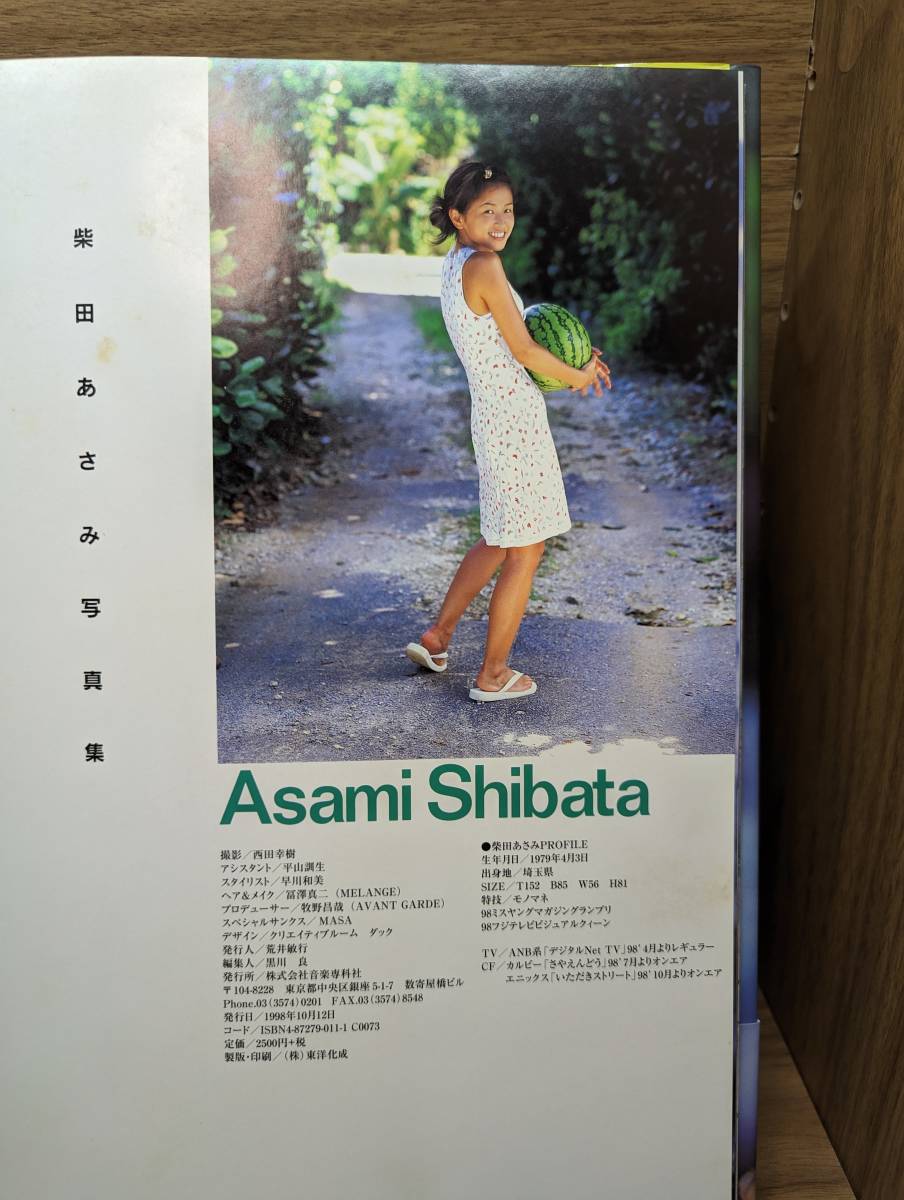 柴田あさみ写真集
Asami Shibata
撮影／西田幸樹
アシスタント／平山訓生
スタイリスト／早川和美
ヘア&メイク／冨澤真二（MELANGE）
プロデューサー／牧野昌哉（AVANT GARDE）
スペシャルサンクス／MASA
デザイン／クリエイティブルーム　ダック
発行人／荒井敏行
編集人／黒川　良
発行所／株式会社音楽専科社
〒104-8228　東京都中央区銀座5-1-7　数寄屋橋ビル
Phone.03（3574）0201　FAX.03（3574）8548
発行日／1998年10月12日
コード／ISBN4-87279-011-1 C0073
定価／2500円+税
製版・印刷／（株）東洋化成
●柴田あさみPROFILE
生年月日／1979年4月3日
出身地／埼玉県
SIZE／T152　B85　W56　H81
特技／モノマネ
98ミスヤングマガジングランプリ
98フジテレビビジュアルクィーン
TV／ANB系「デジタルNet TV」98'4月よりレギュラー
CF／カルビー「さやえんどう」98'7月よりオンエア
エニックス「いただきストリート」98'10月よりオンエア